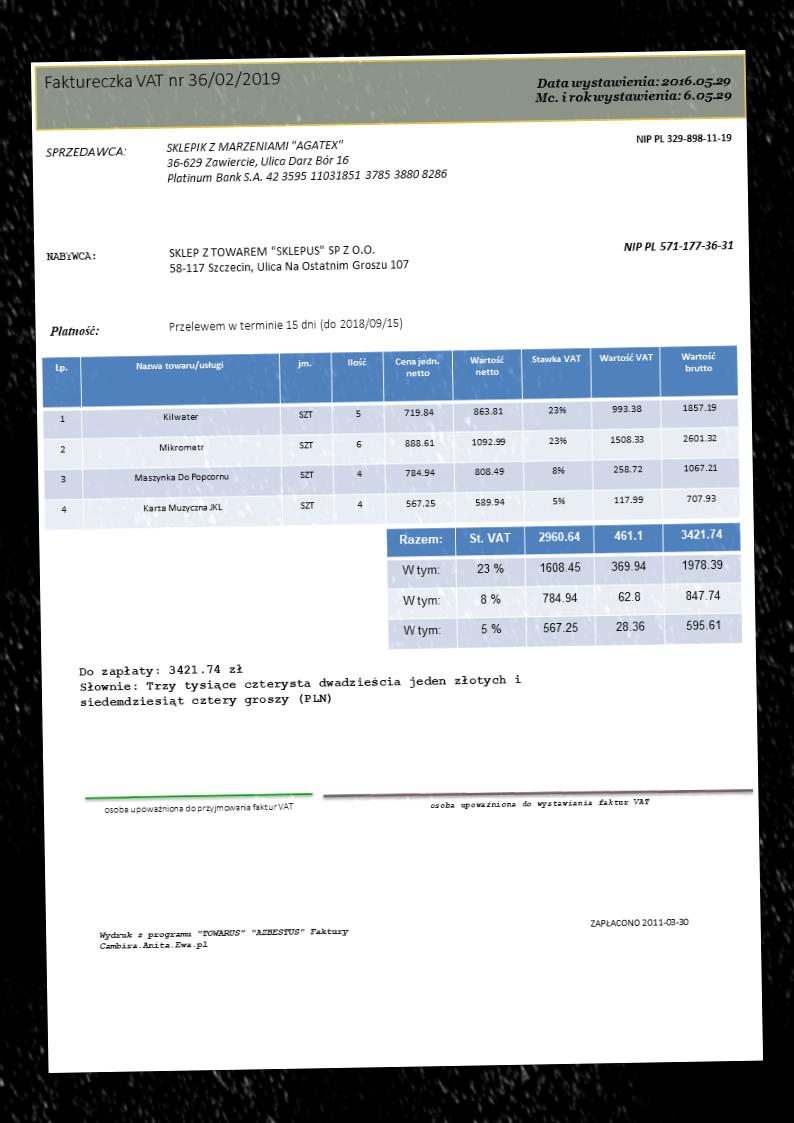 Faktureczka VAT nr 36/02/2019
Data wystawienia: 2016.05.29
Mc. i rok wystawienia: 6.05.29
SPRZEDAWCA:
SKLEPIK Z MARZENIAMI "AGATEX"
36-629 Zawiercie, Ulica Darz Bór 16
Platinum Bank S.A. 42 3595 11031851 3785 3880 8286
NIP PL 329-898-11-19
NABYWCA:
SKLEP Z TOWAREM "SKLEPUS" SP Z O.O.
58-117 Szczecin, Ulica Na Ostatnim Groszu 107
NIP PL 571-177-36-31
Płatność:
Przelewem w terminie 15 dni (do 2018/09/15)
Lp. Nazwa towaru/usługi jm. Ilość Cena jedn. netto Wartość netto Stawka VAT Wartość VAT Wartość brutto
1 Kilwater SZT 5 719.84 863.81 23% 993.38 1857.19
2 Mikrometr SZT 6 888.61 1092.99 23% 1508.33 2601.32
3 Maszynka Do Popcornu SZT 4 784.94 808.49 8% 258.72 1067.21
4 Karta Muzyczna JKL SZT 4 567.25 589.94 5% 117.99 707.93
Razem: St. VAT 2960.64 461.1 3421.74
W tym: 23 % 1608.45 369.94 1978.39
W tym: 8 % 784.94 62.8 847.74
W tym: 5 % 567.25 28.36 595.61
Do zapłaty: 3421.74 zł
Słownie: Trzy tysiące czterysta dwadzieścia jeden złotych i
siedemdziesiąt cztery groszy (PLN)
osoba upoważniona do przyjmowania faktur VAT
osoba upoważniona do wystawiania faktur VAT
Wydruk z programu "TOWARUS" "AZBESTUS" Faktury
Cambira.Anita.Ewa.pl
ZAPŁACONO 2011-03-30